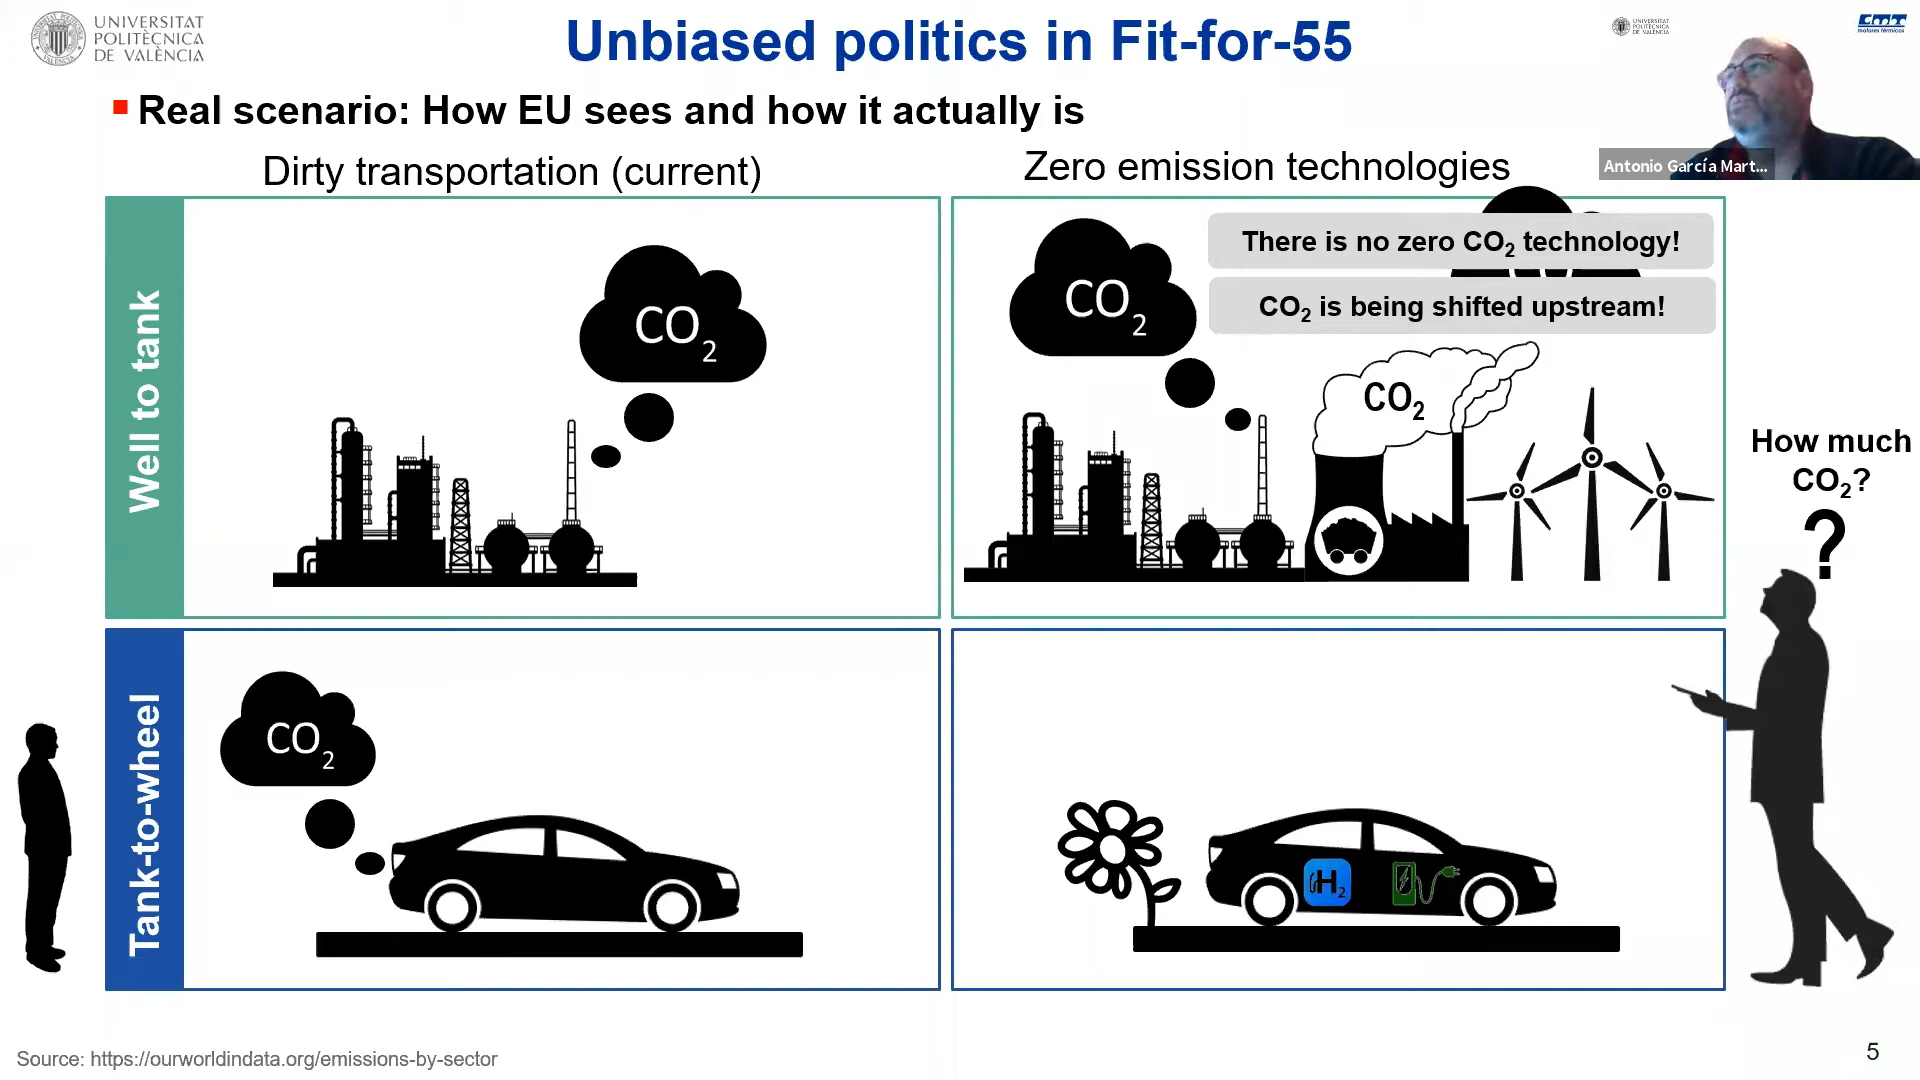 UNIVERSITAT
POLITÈCNICA
DE VALÈNCIA
Unbiased politics in Fit-for-55
UNIVERSITAT
POLITÈCNICA
DE VALÈNCIA
CMT
motores térmicos
Real scenario: How EU sees and how it actually is
Antonio García Mart...
Dirty transportation (current)
Zero emission technologies
Well to tank
CO2
CO2
There is no zero CO2 technology!
CO2 is being shifted upstream!
CO2
How much
CO2?
?
Tank-to-wheel
CO2
H2
Source: https://ourworldindata.org/emissions-by-sector
5